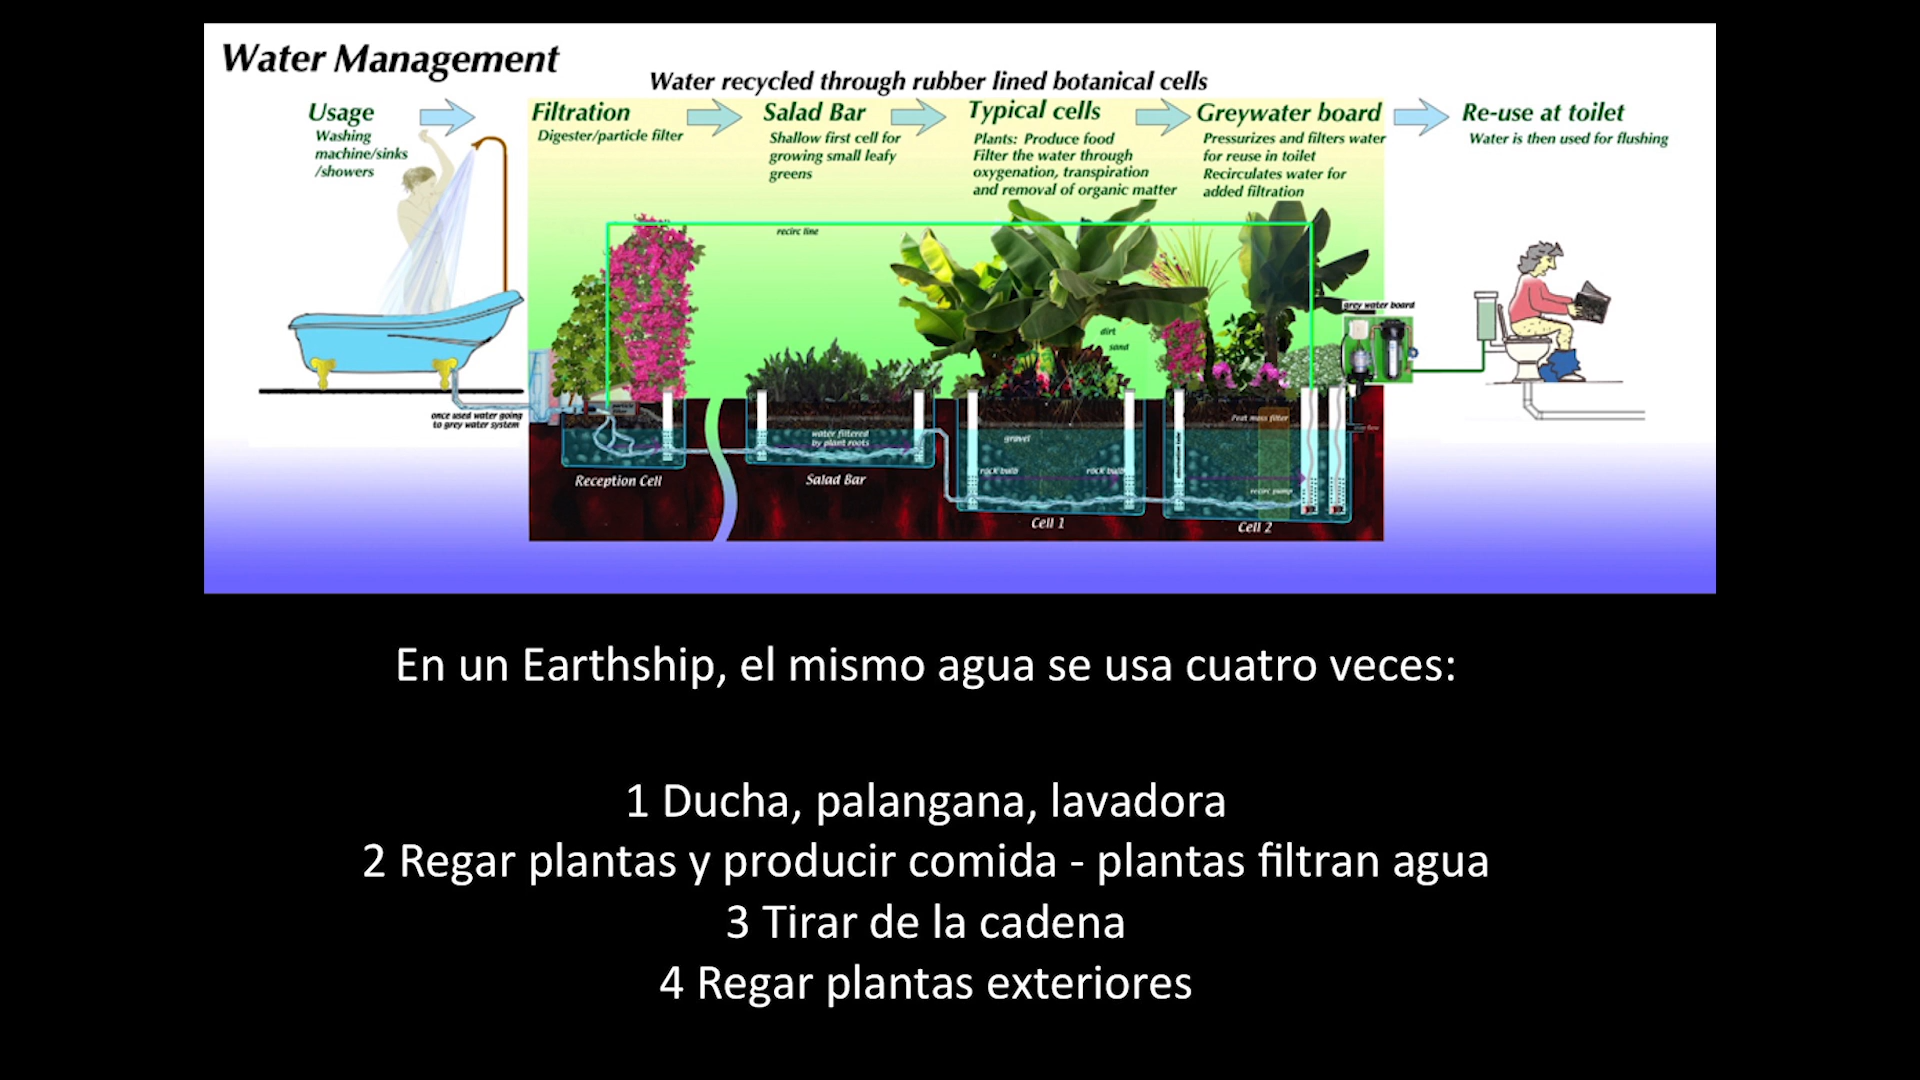 Water Management
Water recycled through rubber lined botanical cells
Usage
Washing
machine/sinks
/showers
Filtration
Digester/particle filter
Salad Bar
Shallow first cell for
growing small leafy
greens
Typical cells
Plants: Produce food
Filter the water through
oxygenation, transpiration
and removal of organic matter
Greywater board
Pressurizes and filters water
for reuse in toilet
Recirculates water for
added filtration
Re-use at toilet
Water is then used for flushing
recirc line
grey water board
dirt
sand
once used water going
to grey water system
water filtered
by plant roots
gravel
rock bulb
rock bulb
Peat moss filter
recirc pump
Reception Cell
Salad Bar
Cell 1
Cell 2
En un Earthship, el mismo agua se usa cuatro veces:
1 Ducha, palangana, lavadora
2 Regar plantas y producir comida - plantas filtran agua
3 Tirar de la cadena
4 Regar plantas exteriores